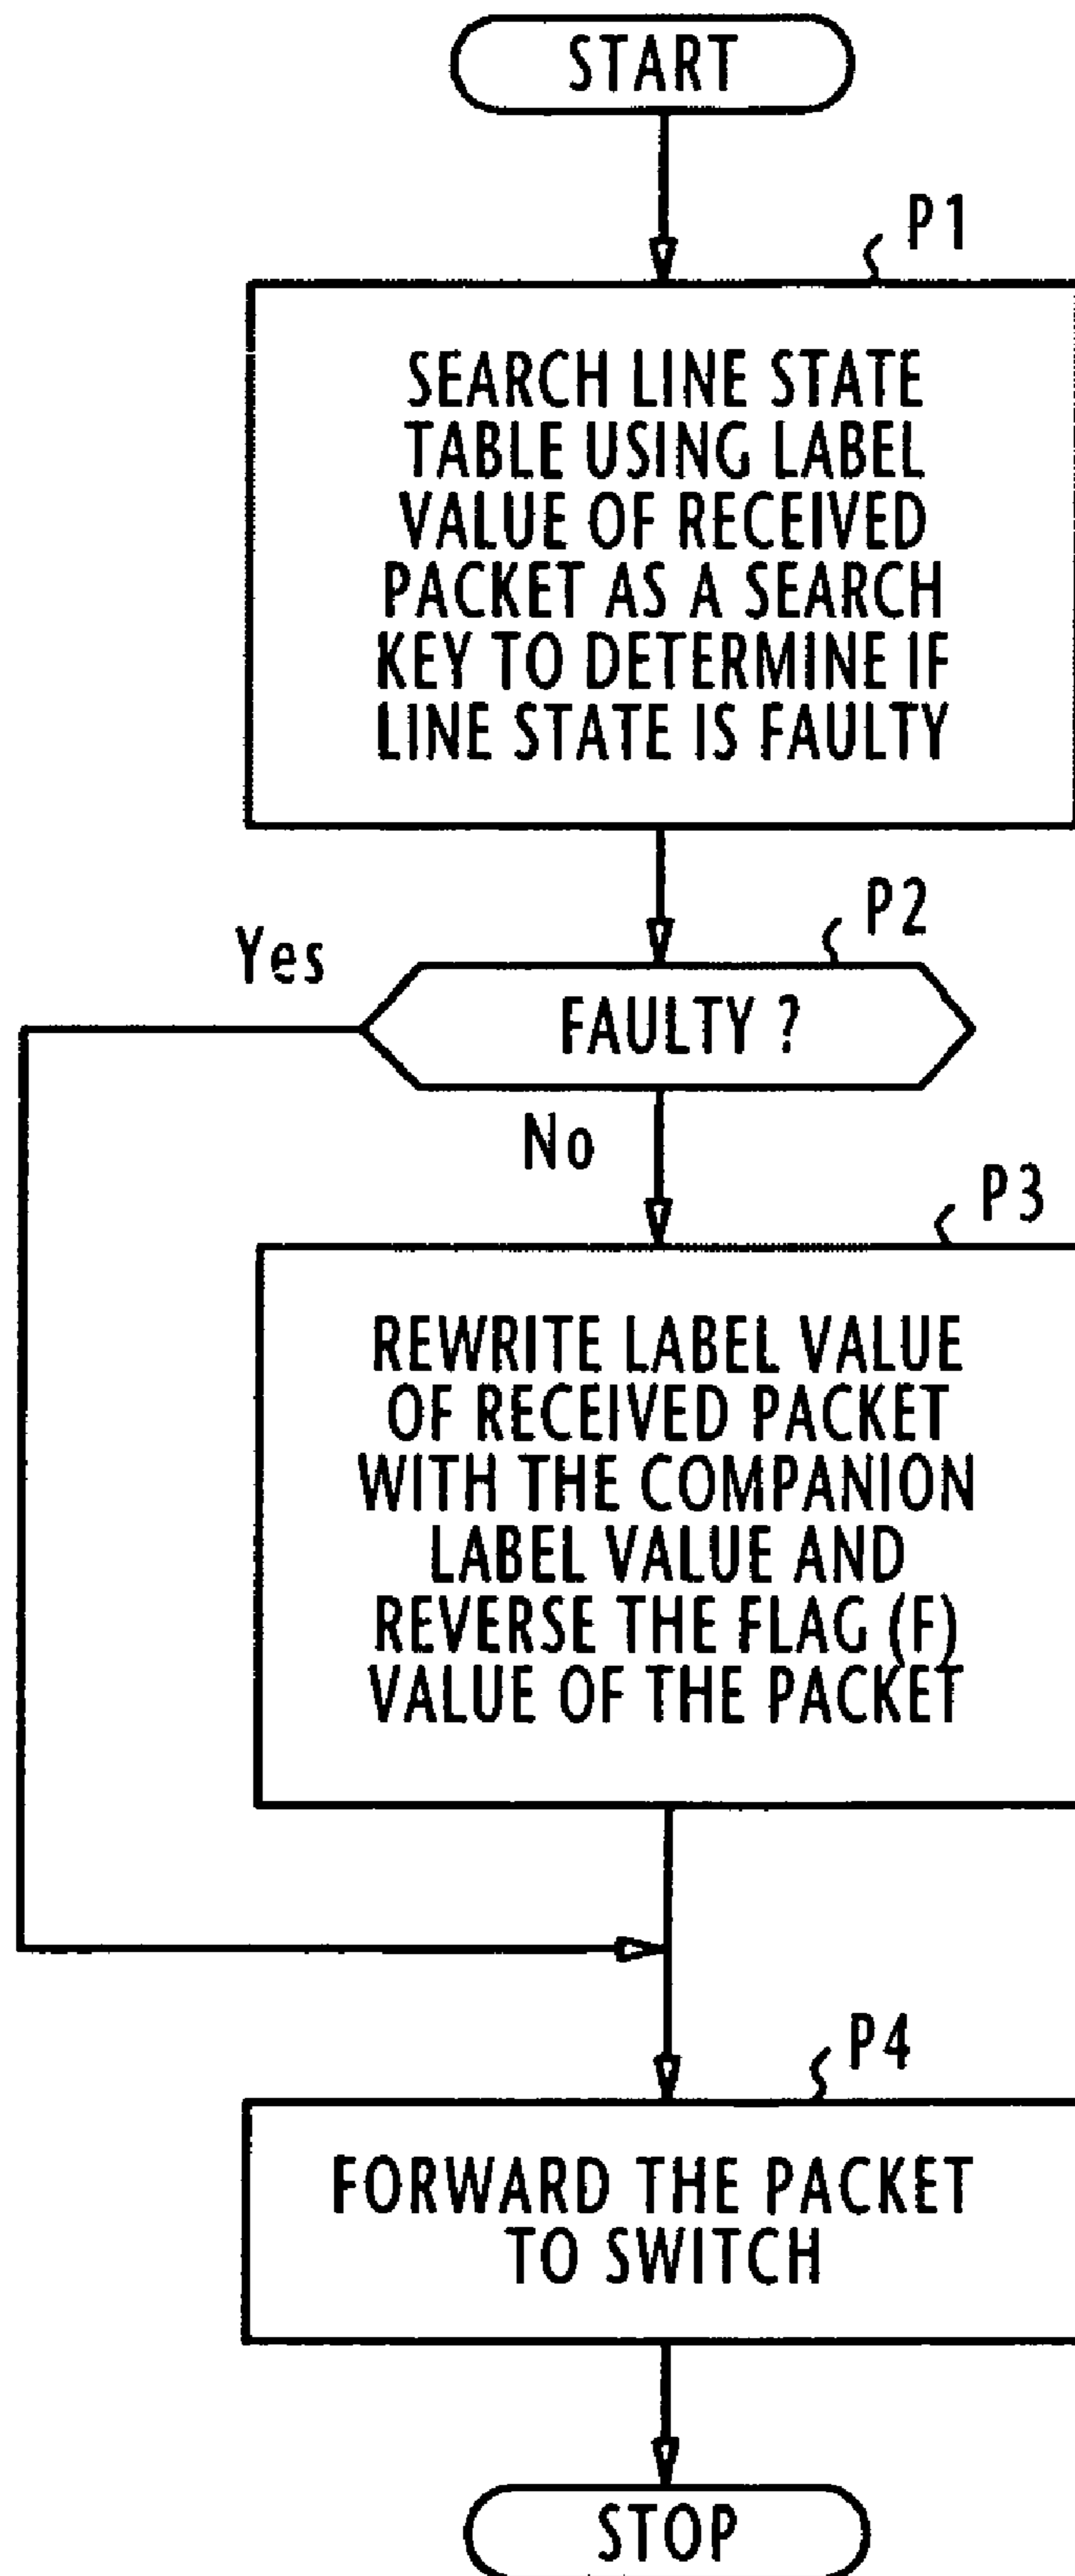 START
P1
SEARCH LINE STATE
TABLE USING LABEL
VALUE OF RECEIVED
PACKET AS A SEARCH
KEY TO DETERMINE IF
LINE STATE IS FAULTY
P2
Yes
FAULTY ?
No
P3
REWRITE LABEL VALUE
OF RECEIVED PACKET
WITH THE COMPANION
LABEL VALUE AND
REVERSE THE FLAG (F)
VALUE OF THE PACKET
P4
FORWARD THE PACKET
TO SWITCH
STOP